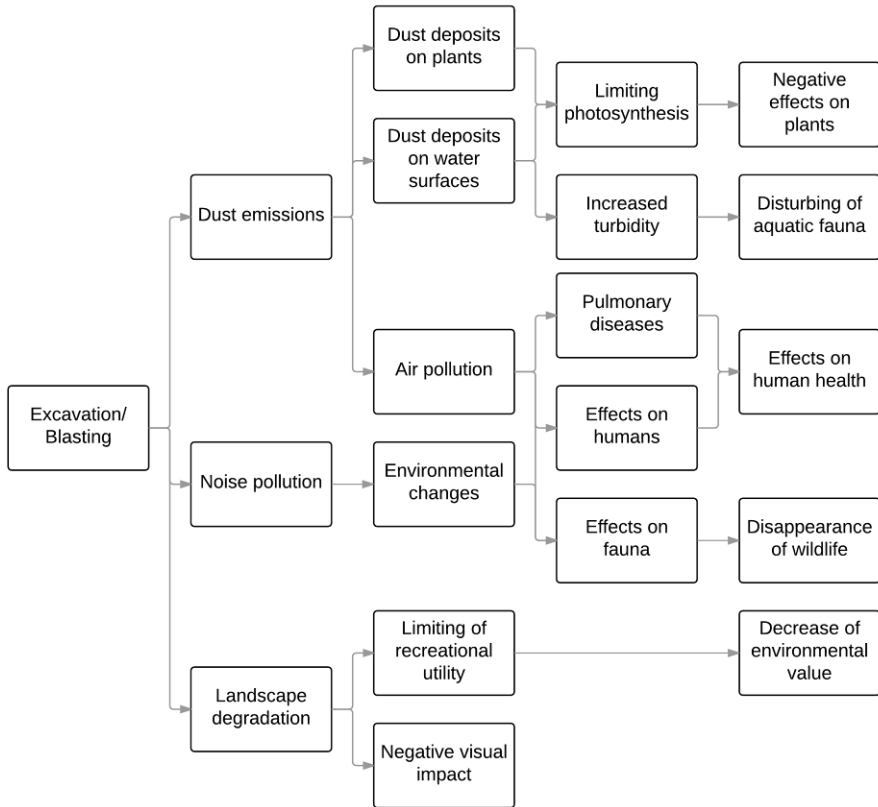 Dust deposits
on plants
Limiting
photosynthesis
Negative
effects on
plants
Dust deposits
on water
surfaces
Dust emissions
Increased
turbidity
Disturbing of
aquatic fauna
Pulmonary
diseases
Air pollution
Effects on
human health
Excavation/
Blasting
Effects on
humans
Noise pollution
Environmental
changes
Effects on
fauna
Disappearance
of wildlife
Limiting of
recreational
utility
Decrease of
environmental
value
Landscape
degradation
Negative visual
impact